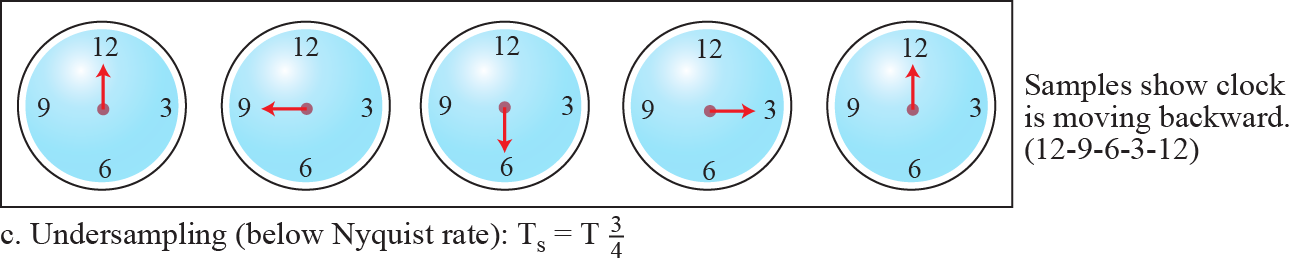 12 12 12 12 12
9 3 9 3 9 3 9 3 9 3
6 6 6 6 6
Samples show clock
is moving backward.
(12-9-6-3-12)
c. Undersampling (below Nyquist rate): Ts = T 3/4